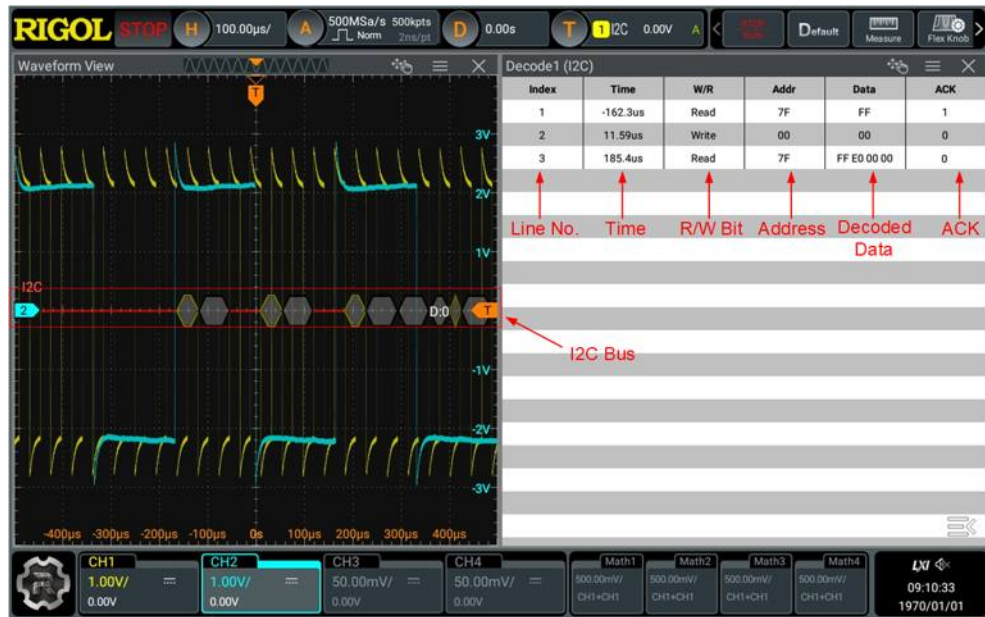 RIGOL STOP H 100.00μs/ A 500MSa/s 500kpts Norm 2ns/pt D 0.00s T 1 I2C 0.00V A < STOP RUN Default Measure Flex Knob >
Waveform View
Decode1 (I2C)
T
Index Time W/R Addr Data ACK
1 -162.3us Read 7F FF 1
2 11.59us Write 00 00 0
3 185.4us Read 7F FF E0 00 00 0
Line No. Time R/W Bit Address Decoded Data ACK
3V
2V
1V
I2C
2 D:0 T
I2C Bus
-1V
-2V
-3V
-400μs -300μs -200μs -100μs 0s 100μs 200μs 300μs 400μs
CH1
1.00V/
0.00V
CH2
1.00V/
0.00V
CH3
50.00mV/
0.00V
CH4
50.00mV/
0.00V
Math1
500.00mV/
CH1+CH1
Math2
500.00mV/
CH1+CH1
Math3
500.00mV/
CH1+CH1
Math4
500.00mV/
CH1+CH1
LXI
09:10:33
1970/01/01